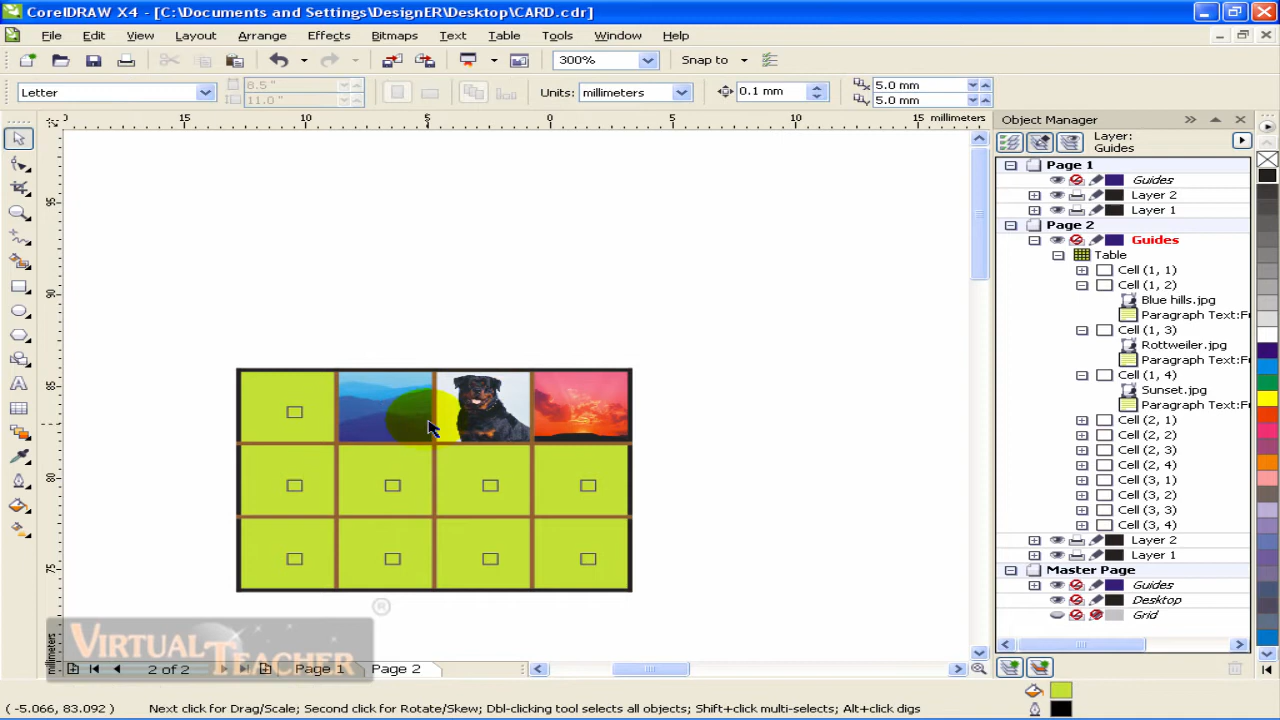 CorelDRAW X4 - [C:\Documents and Settings\DesignER\Desktop\CARD.cdr]
File Edit View Layout Arrange Effects Bitmaps Text Table Tools Window Help
300% Snap to
Letter 8.5" 11.0" Units: millimeters 0.1 mm 5.0 mm 5.0 mm
Object Manager
Layer:
Guides
15 10 5 0 5 10 15 millimeters
95
90
85
80
75
millimeters
Page 1
Guides
Layer 2
Layer 1
Page 2
Guides
Table
Cell (1, 1)
Cell (1, 2)
Blue hills.jpg
Paragraph Text:Fr
Cell (1, 3)
Rottweiler.jpg
Paragraph Text:Fr
Cell (1, 4)
Sunset.jpg
Paragraph Text:Fr
Cell (2, 1)
Cell (2, 2)
Cell (2, 3)
Cell (2, 4)
Cell (3, 1)
Cell (3, 2)
Cell (3, 3)
Cell (3, 4)
Layer 2
Layer 1
Master Page
Guides
Desktop
Grid
®
VIRTUAL TEACHER
2 of 2 Page 1 Page 2
( -5.066, 83.092 ) Next click for Drag/Scale; Second click for Rotate/Skew; Dbl-clicking tool selects all objects; Shift+click multi-selects; Alt+click digs